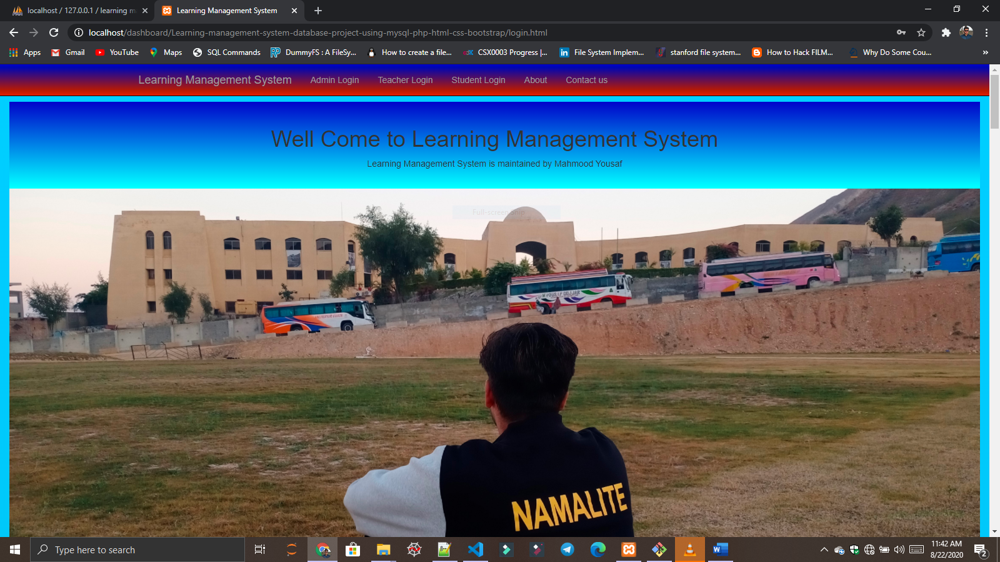 localhost / 127.0.0.1 / learning m
Learning Management System
localhost/dashboard/Learning-management-system-database-project-using-mysql-php-html-css-bootstrap/login.html
Apps
Gmail
YouTube
Maps
SQL Commands
DummyFS : A FileSy...
How to create a file...
CSX0003 Progress |...
File System Implem...
stanford file system...
How to Hack FILM...
Why Do Some Cou...
»
Learning Management System
Admin Login
Teacher Login
Student Login
About
Contact us
Well Come to Learning Management System
Learning Management System is maintained by Mahmood Yousaf
Full-screen Snip
NAMALITE
Type here to search
11:42 AM
8/22/2020
2